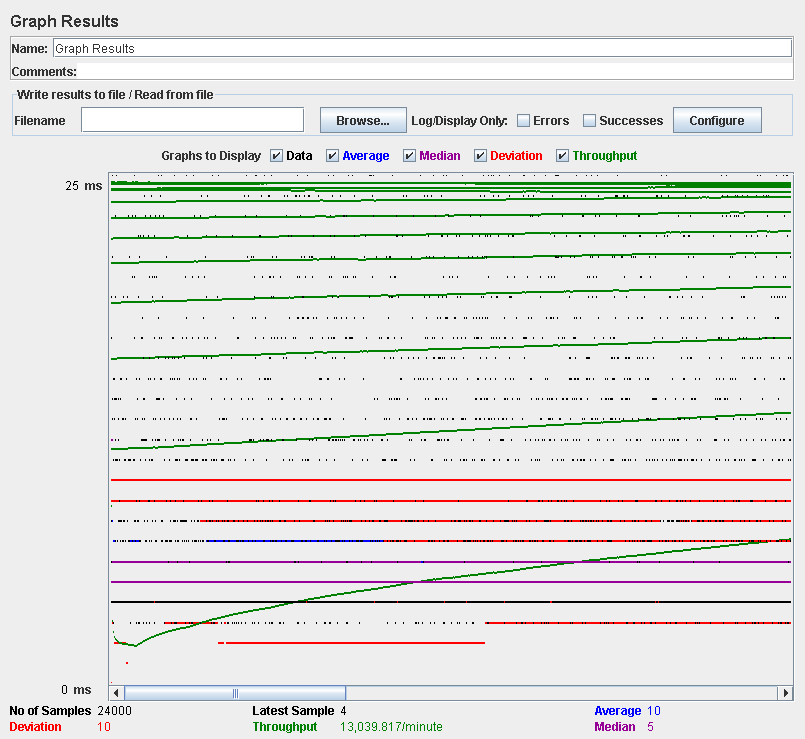 Graph Results
Name: Graph Results
Comments:
Write results to file / Read from file
Filename Browse... Log/Display Only: Errors Successes Configure
Graphs to Display Data Average Median Deviation Throughput
25 ms
0 ms
No of Samples 24000 Latest Sample 4 Average 10
Deviation 10 Throughput 13,039.817/minute Median 5